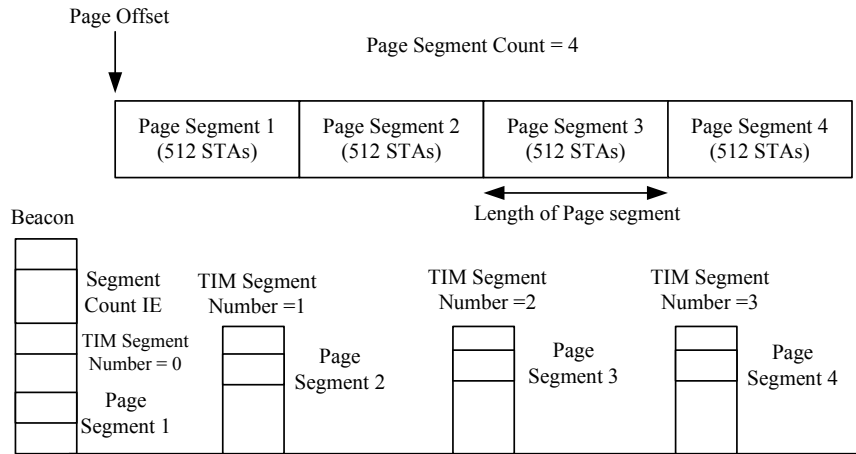 Page Offset
Page Segment Count = 4
Page Segment 1
(512 STAs)
Page Segment 2
(512 STAs)
Page Segment 3
(512 STAs)
Page Segment 4
(512 STAs)
Length of Page segment
Beacon
Segment
Count IE
TIM Segment
Number = 0
Page
Segment 1
TIM Segment
Number =1
Page
Segment 2
TIM Segment
Number =2
Page
Segment 3
TIM Segment
Number =3
Page
Segment 4